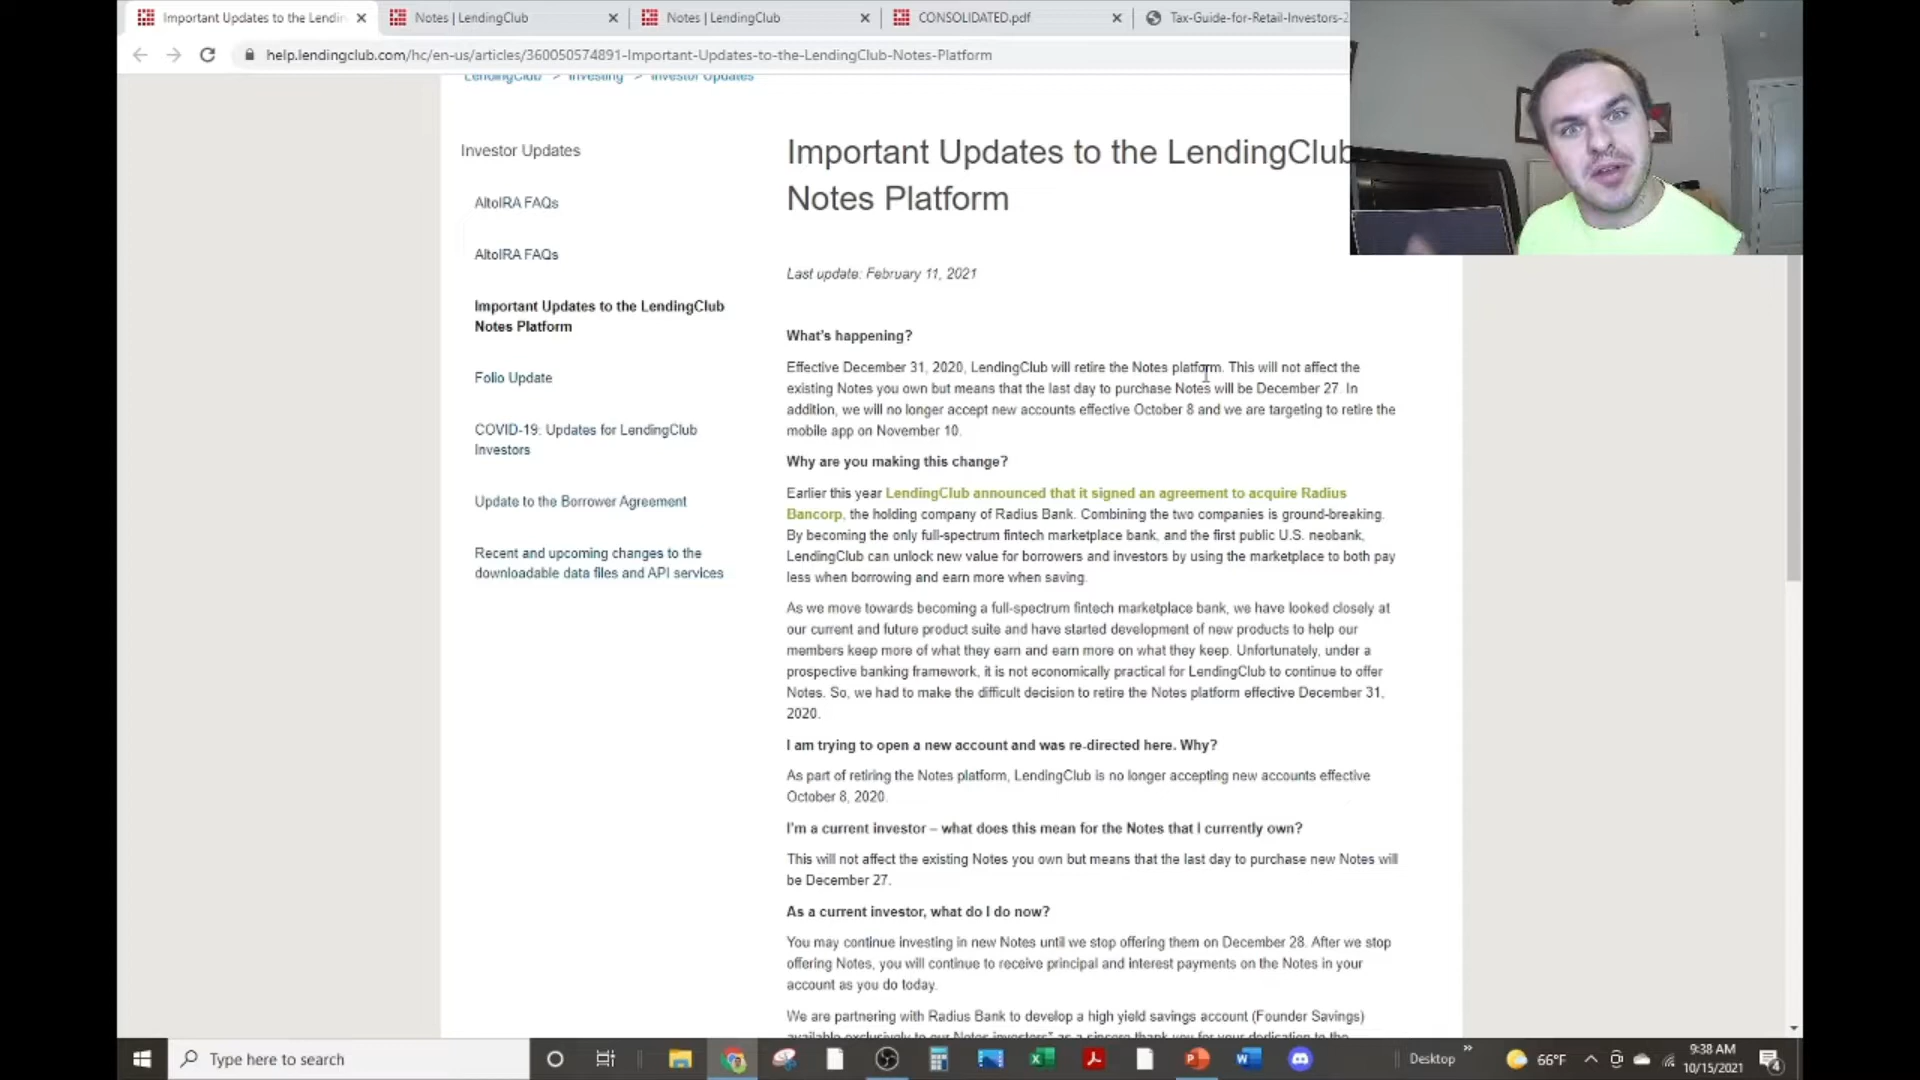 Important Updates to the Lendin
Notes | LendingClub
Notes | LendingClub
CONSOLIDATED.pdf
Tax-Guide-for-Retail-Investors-2
help.lendingclub.com/hc/en-us/articles/360050574891-Important-Updates-to-the-LendingClub-Notes-Platform
LendingClub > Investing > Investor Updates
Investor Updates
AltoIRA FAQs
AltoIRA FAQs
Important Updates to the LendingClub
Notes Platform
Folio Update
COVID-19: Updates for LendingClub
Investors
Update to the Borrower Agreement
Recent and upcoming changes to the
downloadable data files and API services
Important Updates to the LendingClub
Notes Platform
Last update: February 11, 2021
What's happening?
Effective December 31, 2020, LendingClub will retire the Notes platform. This will not affect the
existing Notes you own but means that the last day to purchase Notes will be December 27. In
addition, we will no longer accept new accounts effective October 8 and we are targeting to retire the
mobile app on November 10.
Why are you making this change?
Earlier this year LendingClub announced that it signed an agreement to acquire Radius
Bancorp, the holding company of Radius Bank. Combining the two companies is ground-breaking.
By becoming the only full-spectrum fintech marketplace bank, and the first public U.S. neobank,
LendingClub can unlock new value for borrowers and investors by using the marketplace to both pay
less when borrowing and earn more when saving.
As we move towards becoming a full-spectrum fintech marketplace bank, we have looked closely at
our current and future product suite and have started development of new products to help our
members keep more of what they earn and earn more on what they keep. Unfortunately, under a
prospective banking framework, it is not economically practical for LendingClub to continue to offer
Notes. So, we had to make the difficult decision to retire the Notes platform effective December 31,
2020.
I am trying to open a new account and was re-directed here. Why?
As part of retiring the Notes platform, LendingClub is no longer accepting new accounts effective
October 8, 2020.
I'm a current investor – what does this mean for the Notes that I currently own?
This will not affect the existing Notes you own but means that the last day to purchase new Notes will
be December 27.
As a current investor, what do I do now?
You may continue investing in new Notes until we stop offering them on December 28. After we stop
offering Notes, you will continue to receive principal and interest payments on the Notes in your
account as you do today.
We are partnering with Radius Bank to develop a high yield savings account (Founder Savings)
available exclusively to our Notes investors* as a sincere thank you for your dedication to the
Type here to search
Desktop
66°F
9:38 AM
10/15/2021
4